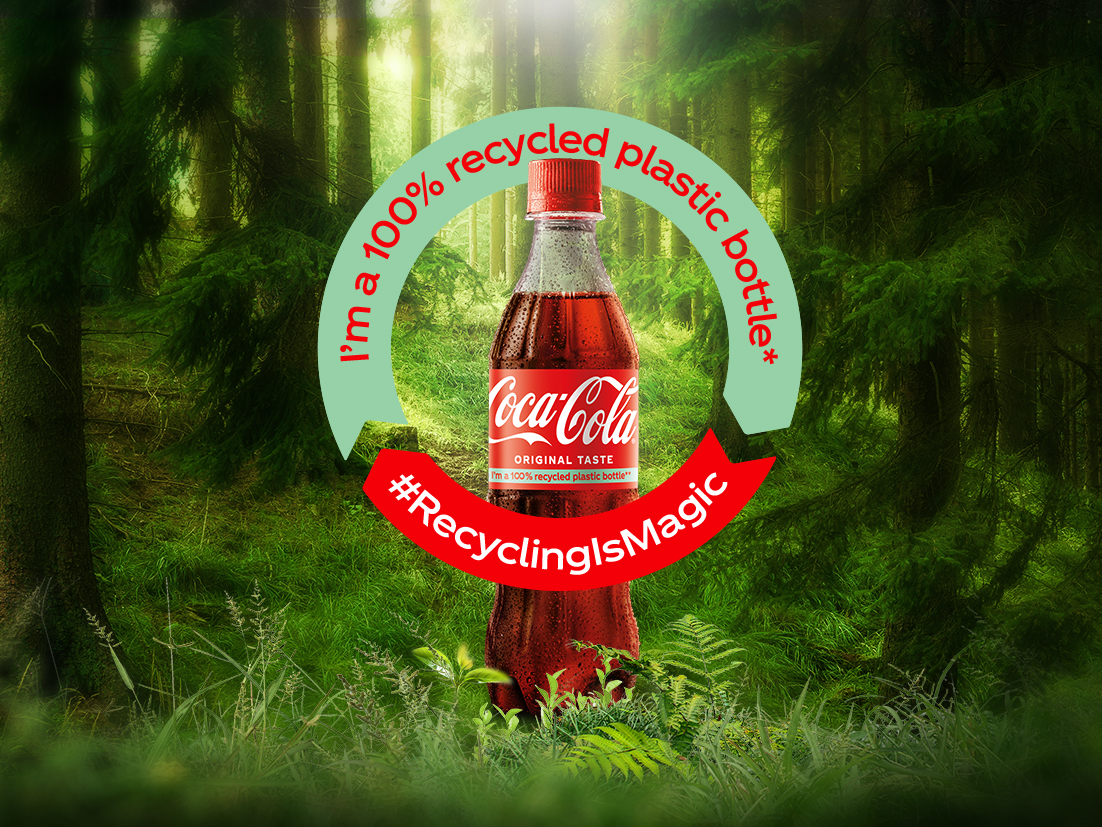 I'm a 100% recycled plastic bottle*
Coca-Cola
ORIGINAL TASTE
I'm a 100% recycled plastic bottle**
#RecyclingIsMagic